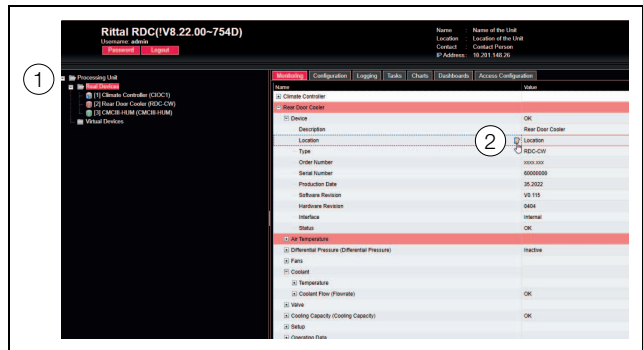 Rittal RDC(!V8.22.00~754D)
Username: admin
Password Logout
Name : Name of the Unit
Location : Location of the Unit
Contact : Contact Person
IP Address: 10.201.148.26
1
Processing Unit
Real Devices
[1] Climate Controller (CIOC1)
[2] Rear Door Cooler (RDC-CW)
[3] CMCIII-HUM (CMCIII-HUM)
Virtual Devices
Monitoring Configuration Logging Tasks Charts Dashboards Access Configuration
Name Value
Climate Controller
Rear Door Cooler
Device OK
Description Rear Door Cooler
Location 2 Location
Type RDC-CW
Order Number xxxx.xxx
Serial Number 60000000
Production Date 35.2022
Software Revision V0.115
Hardware Revision 0404
Interface Internal
Status OK
Air Temperature
Differential Pressure (Differential Pressure) Inactive
Fans
Coolant
Temperature
Coolant Flow (Flowrate) OK
Valve
Cooling Capacity (Cooling Capacity) OK
Setup
Operating Data